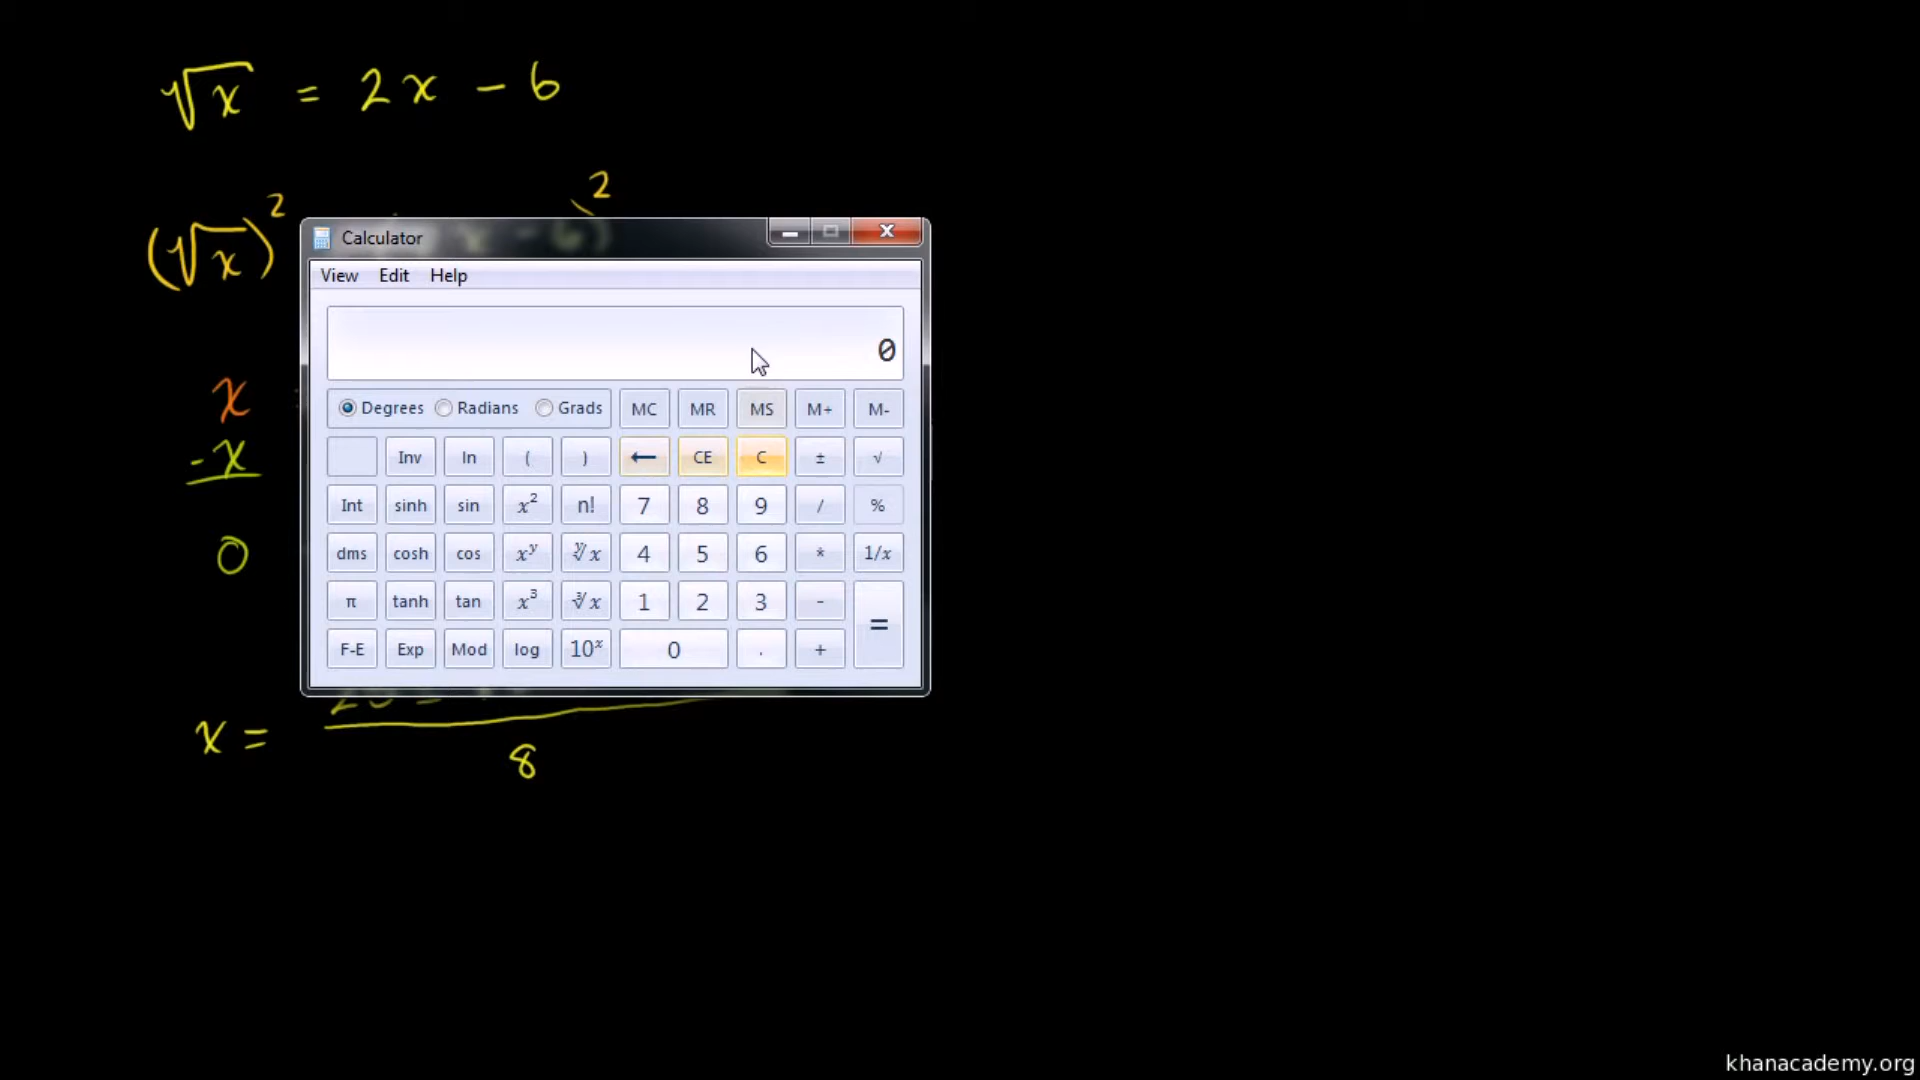 √x = 2x - 6
(√x)² x - 6)²
Calculator
View Edit Help
0
x
Degrees Radians Grads MC MR MS M+ M-
-x
Inv ln ( ) ← CE C ± √
Int sinh sin x² n! 7 8 9 / %
0
dms cosh cos xʸ ʸ√x 4 5 6 * 1/x
π tanh tan x³ ³√x 1 2 3 - =
F-E Exp Mod log 10ˣ 0 . +
x =
8
khanacademy.org